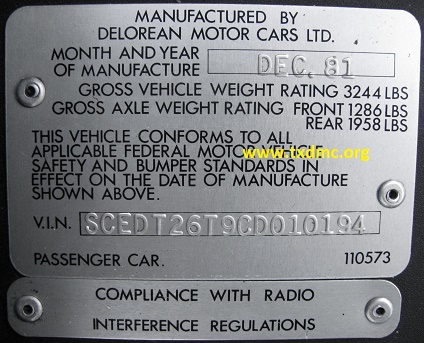 MANUFACTURED BY
DELOREAN MOTOR CARS LTD.
MONTH AND YEAR
OF MANUFACTURE DEC. 81
GROSS VEHICLE WEIGHT RATING 3244 LBS
GROSS AXLE WEIGHT RATING FRONT 1286 LBS
REAR 1958 LBS
THIS VEHICLE CONFORMS TO ALL
APPLICABLE FEDERAL MOTOR VEHICLE
www.txdmc.org
SAFETY AND BUMPER STANDARDS IN
EFFECT ON THE DATE OF MANUFACTURE
SHOWN ABOVE.
V.I.N. SCEDT26T9CD010194
PASSENGER CAR. 110573
COMPLIANCE WITH RADIO
INTERFERENCE REGULATIONS